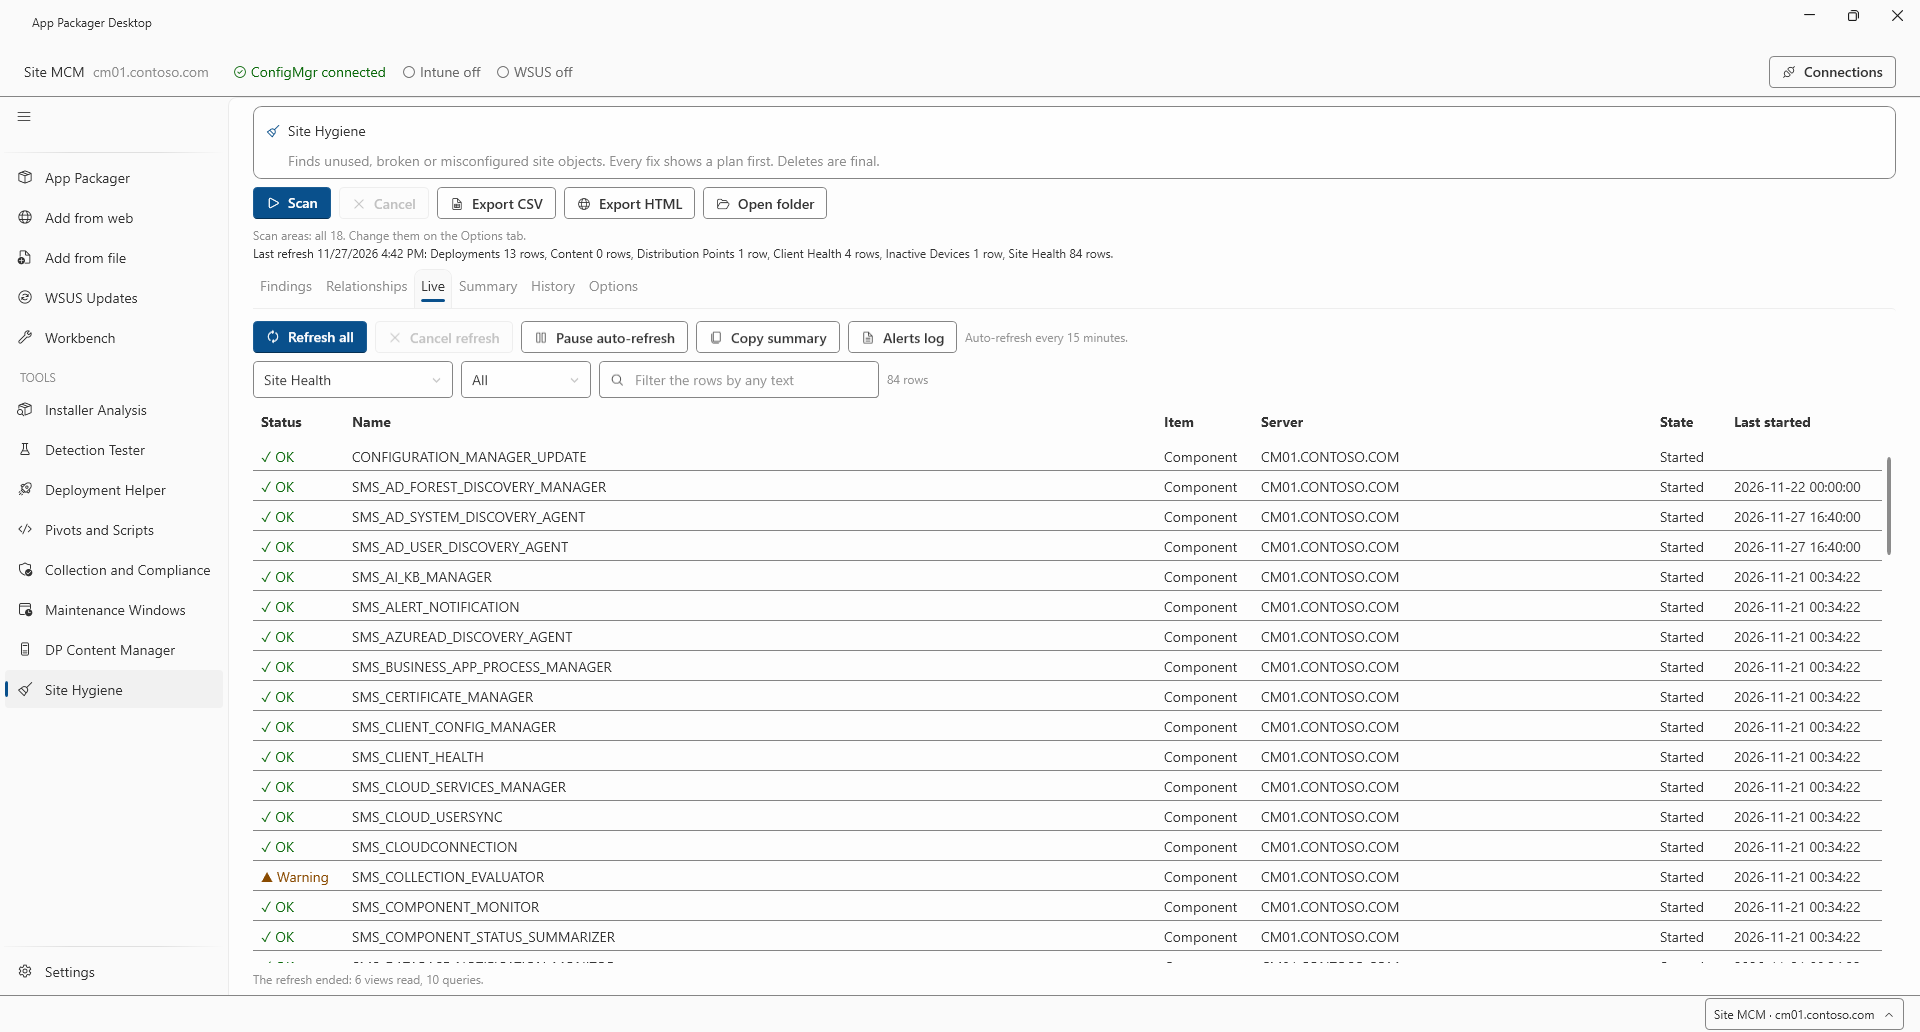 App Packager Desktop
Site MCM cm01.contoso.com ConfigMgr connected Intune off WSUS off Connections
Site Hygiene
Finds unused, broken or misconfigured site objects. Every fix shows a plan first. Deletes are final.
Scan Cancel Export CSV Export HTML Open folder
Scan areas: all 18. Change them on the Options tab.
Last refresh 11/27/2026 4:42 PM: Deployments 13 rows, Content 0 rows, Distribution Points 1 row, Client Health 4 rows, Inactive Devices 1 row, Site Health 84 rows.
Findings Relationships Live Summary History Options
Refresh all Cancel refresh Pause auto-refresh Copy summary Alerts log Auto-refresh every 15 minutes.
Site Health All Filter the rows by any text 84 rows
Status Name Item Server State Last started
✓ OK CONFIGURATION_MANAGER_UPDATE Component CM01.CONTOSO.COM Started
✓ OK SMS_AD_FOREST_DISCOVERY_MANAGER Component CM01.CONTOSO.COM Started 2026-11-22 00:00:00
✓ OK SMS_AD_SYSTEM_DISCOVERY_AGENT Component CM01.CONTOSO.COM Started 2026-11-27 16:40:00
✓ OK SMS_AD_USER_DISCOVERY_AGENT Component CM01.CONTOSO.COM Started 2026-11-27 16:40:00
✓ OK SMS_AI_KB_MANAGER Component CM01.CONTOSO.COM Started 2026-11-21 00:34:22
✓ OK SMS_ALERT_NOTIFICATION Component CM01.CONTOSO.COM Started 2026-11-21 00:34:22
✓ OK SMS_AZUREAD_DISCOVERY_AGENT Component CM01.CONTOSO.COM Started 2026-11-21 00:34:22
✓ OK SMS_BUSINESS_APP_PROCESS_MANAGER Component CM01.CONTOSO.COM Started 2026-11-21 00:34:22
✓ OK SMS_CERTIFICATE_MANAGER Component CM01.CONTOSO.COM Started 2026-11-21 00:34:22
✓ OK SMS_CLIENT_CONFIG_MANAGER Component CM01.CONTOSO.COM Started 2026-11-21 00:34:22
✓ OK SMS_CLIENT_HEALTH Component CM01.CONTOSO.COM Started 2026-11-21 00:34:22
✓ OK SMS_CLOUD_SERVICES_MANAGER Component CM01.CONTOSO.COM Started 2026-11-21 00:34:22
✓ OK SMS_CLOUD_USERSYNC Component CM01.CONTOSO.COM Started 2026-11-21 00:34:22
✓ OK SMS_CLOUDCONNECTION Component CM01.CONTOSO.COM Started 2026-11-21 00:34:22
▲ Warning SMS_COLLECTION_EVALUATOR Component CM01.CONTOSO.COM Started 2026-11-21 00:34:22
✓ OK SMS_COMPONENT_MONITOR Component CM01.CONTOSO.COM Started 2026-11-21 00:34:22
✓ OK SMS_COMPONENT_STATUS_SUMMARIZER Component CM01.CONTOSO.COM Started 2026-11-21 00:34:22
The refresh ended: 6 views read, 10 queries.
App Packager
Add from web
Add from file
WSUS Updates
Workbench
TOOLS
Installer Analysis
Detection Tester
Deployment Helper
Pivots and Scripts
Collection and Compliance
Maintenance Windows
DP Content Manager
Site Hygiene
Settings
Site MCM · cm01.contoso.com